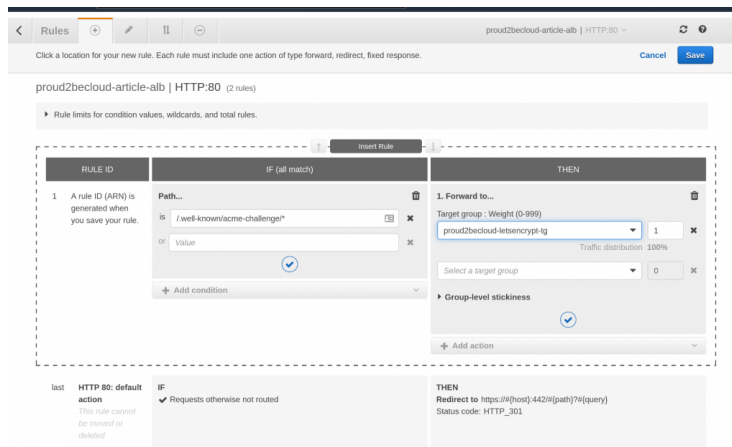 Rules
proud2becloud-article-alb | HTTP:80
Click a location for your new rule. Each rule must include one action of type forward, redirect, fixed response.
Cancel
Save
proud2becloud-article-alb | HTTP:80 (2 rules)
Rule limits for condition values, wildcards, and total rules.
Insert Rule
RULE ID
IF (all match)
THEN
1
A rule ID (ARN) is
generated when
you save your rule.
Path...
is
/.well-known/acme-challenge/*
or
Value
Add condition
1. Forward to...
Target group : Weight (0-999)
proud2becloud-letsencrypt-tg
1
Traffic distribution 100%
Select a target group
0
Group-level stickiness
Add action
last
HTTP 80: default
action
This rule cannot
be moved or
deleted
IF
Requests otherwise not routed
THEN
Redirect to https://#{host}:442/#{path}?#{query}
Status code: HTTP_301